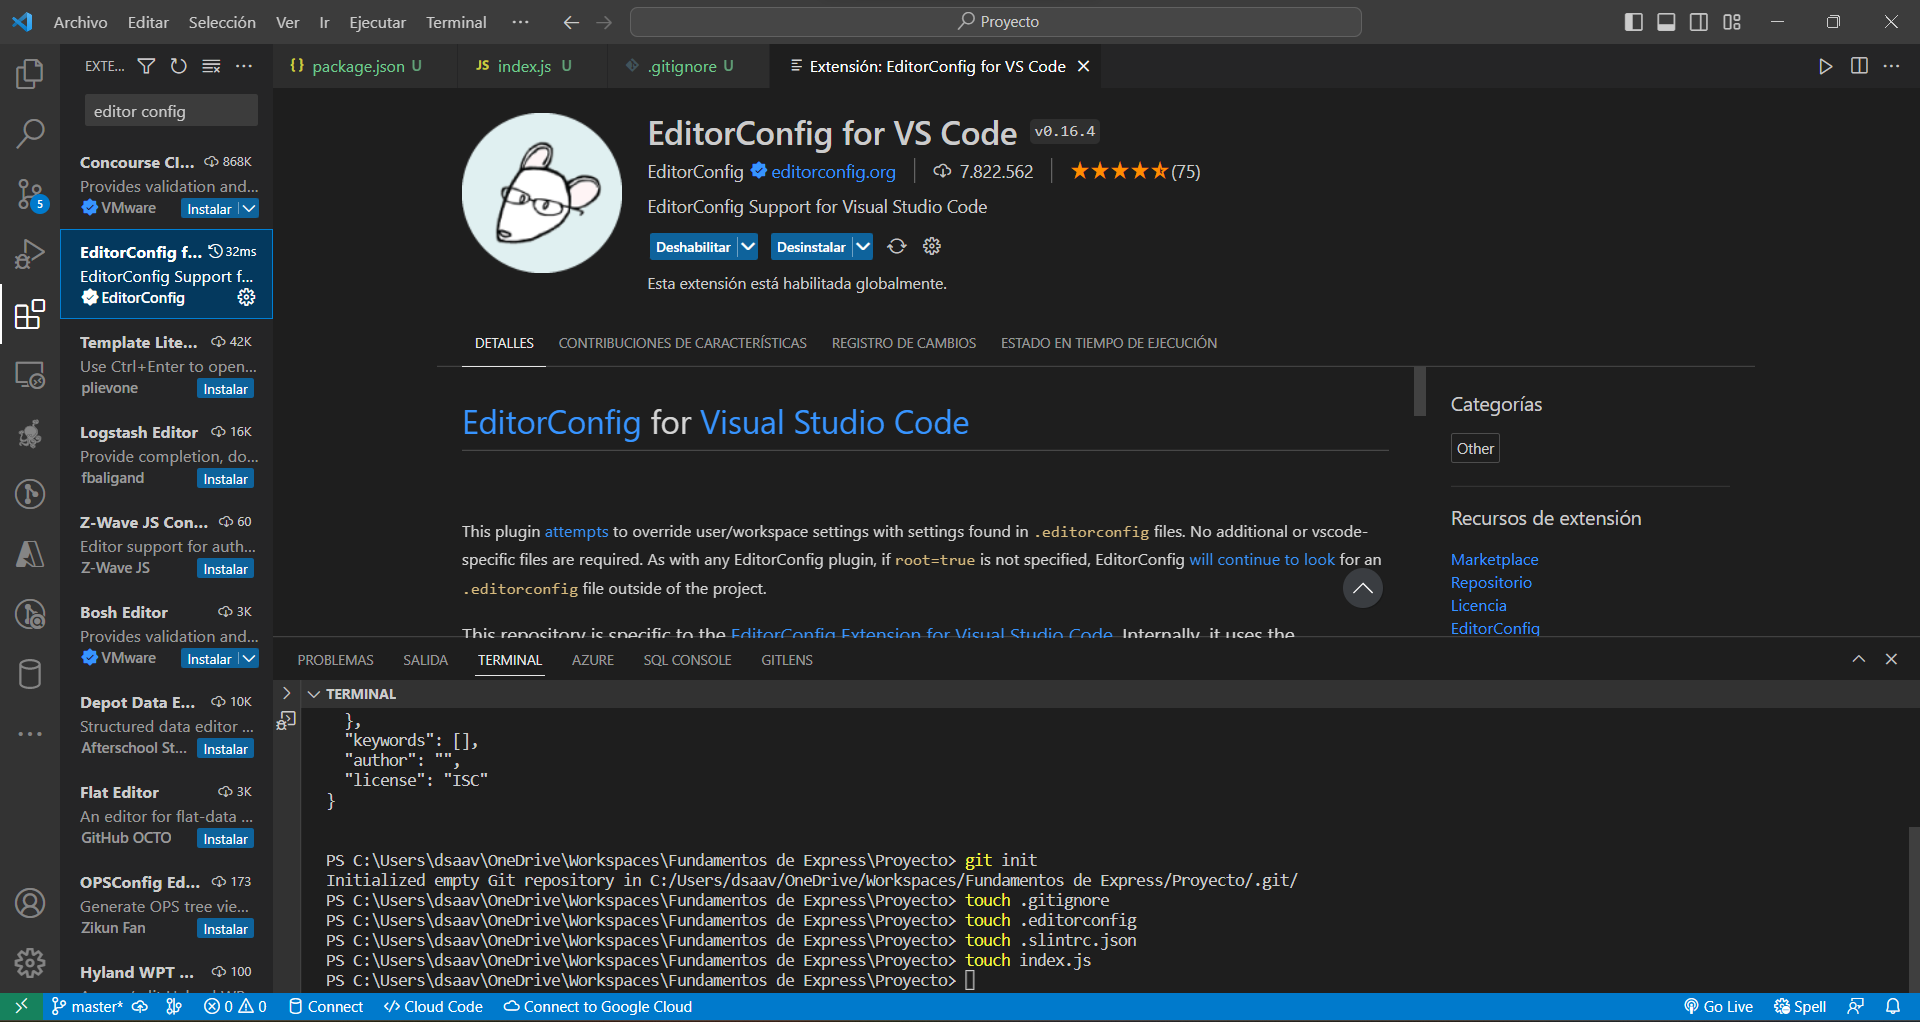 Archivo Editar Selección Ver Ir Ejecutar Terminal ··· Proyecto
EXTE...
editor config
Concourse CI... 868K
Provides validation and...
VMware Instalar
EditorConfig f... 32ms
EditorConfig Support f...
EditorConfig
Template Lite... 42K
Use Ctrl+Enter to open...
plievone Instalar
Logstash Editor 16K
Provide completion, do...
fbaligand Instalar
Z-Wave JS Con... 60
Editor support for auth...
Z-Wave JS Instalar
Bosh Editor 3K
Provides validation and...
VMware Instalar
Depot Data E... 10K
Structured data editor ...
Afterschool St... Instalar
Flat Editor 3K
An editor for flat-data ...
GitHub OCTO Instalar
OPSConfig Ed... 173
Generate OPS tree vie...
Zikun Fan Instalar
Hyland WPT ... 100
5
{} package.json U JS index.js U .gitignore U Extensión: EditorConfig for VS Code
EditorConfig for VS Code v0.16.4
EditorConfig editorconfig.org 7.822.562 (75)
EditorConfig Support for Visual Studio Code
Deshabilitar Desinstalar
Esta extensión está habilitada globalmente.
DETALLES CONTRIBUCIONES DE CARACTERÍSTICAS REGISTRO DE CAMBIOS ESTADO EN TIEMPO DE EJECUCIÓN
EditorConfig for Visual Studio Code
This plugin attempts to override user/workspace settings with settings found in .editorconfig files. No additional or vscode-
specific files are required. As with any EditorConfig plugin, if root=true is not specified, EditorConfig will continue to look for an
.editorconfig file outside of the project.
This repository is specific to the EditorConfig Extension for Visual Studio Code. Internally, it uses the
Categorías
Other
Recursos de extensión
Marketplace
Repositorio
Licencia
EditorConfig
PROBLEMAS SALIDA TERMINAL AZURE SQL CONSOLE GITLENS
TERMINAL
},
"keywords": [],
"author": "",
"license": "ISC"
}
PS C:\Users\dsaav\OneDrive\Workspaces\Fundamentos de Express\Proyecto> git init
Initialized empty Git repository in C:/Users/dsaav/OneDrive/Workspaces/Fundamentos de Express/Proyecto/.git/
PS C:\Users\dsaav\OneDrive\Workspaces\Fundamentos de Express\Proyecto> touch .gitignore
PS C:\Users\dsaav\OneDrive\Workspaces\Fundamentos de Express\Proyecto> touch .editorconfig
PS C:\Users\dsaav\OneDrive\Workspaces\Fundamentos de Express\Proyecto> touch .slintrc.json
PS C:\Users\dsaav\OneDrive\Workspaces\Fundamentos de Express\Proyecto> touch index.js
PS C:\Users\dsaav\OneDrive\Workspaces\Fundamentos de Express\Proyecto>
master* 0 0 Connect Cloud Code Connect to Google Cloud Go Live Spell